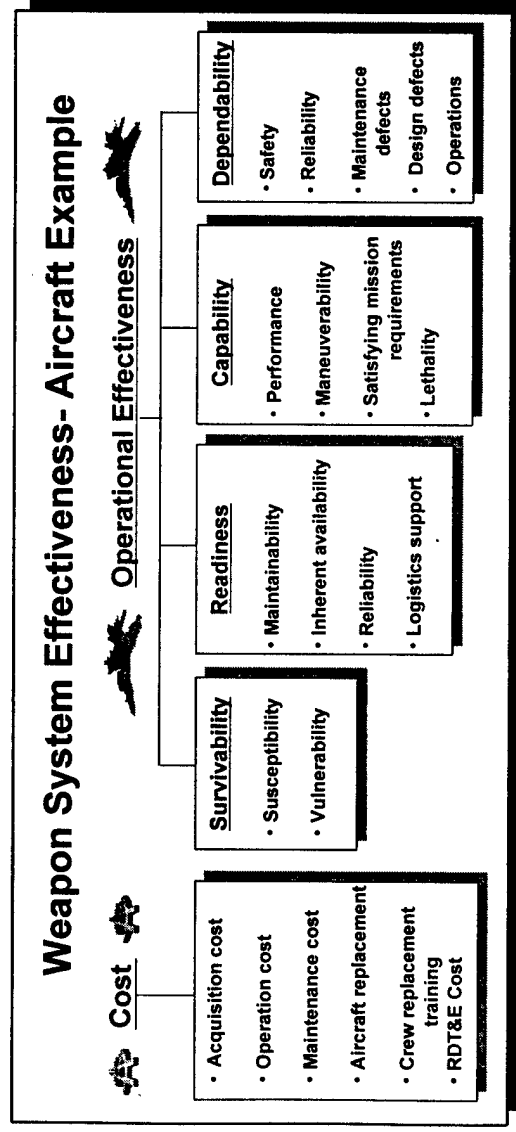 Weapon System Effectiveness- Aircraft Example
Cost
• Acquisition cost
• Operation cost
• Maintenance cost
• Aircraft replacement
• Crew replacement
training
• RDT&E Cost
Operational Effectiveness
Survivability
• Susceptibility
• Vulnerability
Readiness
• Maintainability
• Inherent availability
• Reliability
• Logistics support
Capability
• Performance
• Maneuverability
• Satisfying mission
requirements
• Lethality
Dependability
• Safety
• Reliability
• Maintenance
defects
• Design defects
• Operations